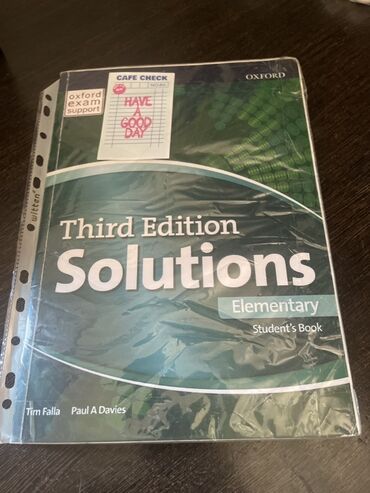 CAFE CHECK
OXFORD
oxford
exam
support
HAVE
A
GOOD
DAY
witten
Third Edition
Solutions
Elementary
Student's Book
Tim Falla Paul A Davies